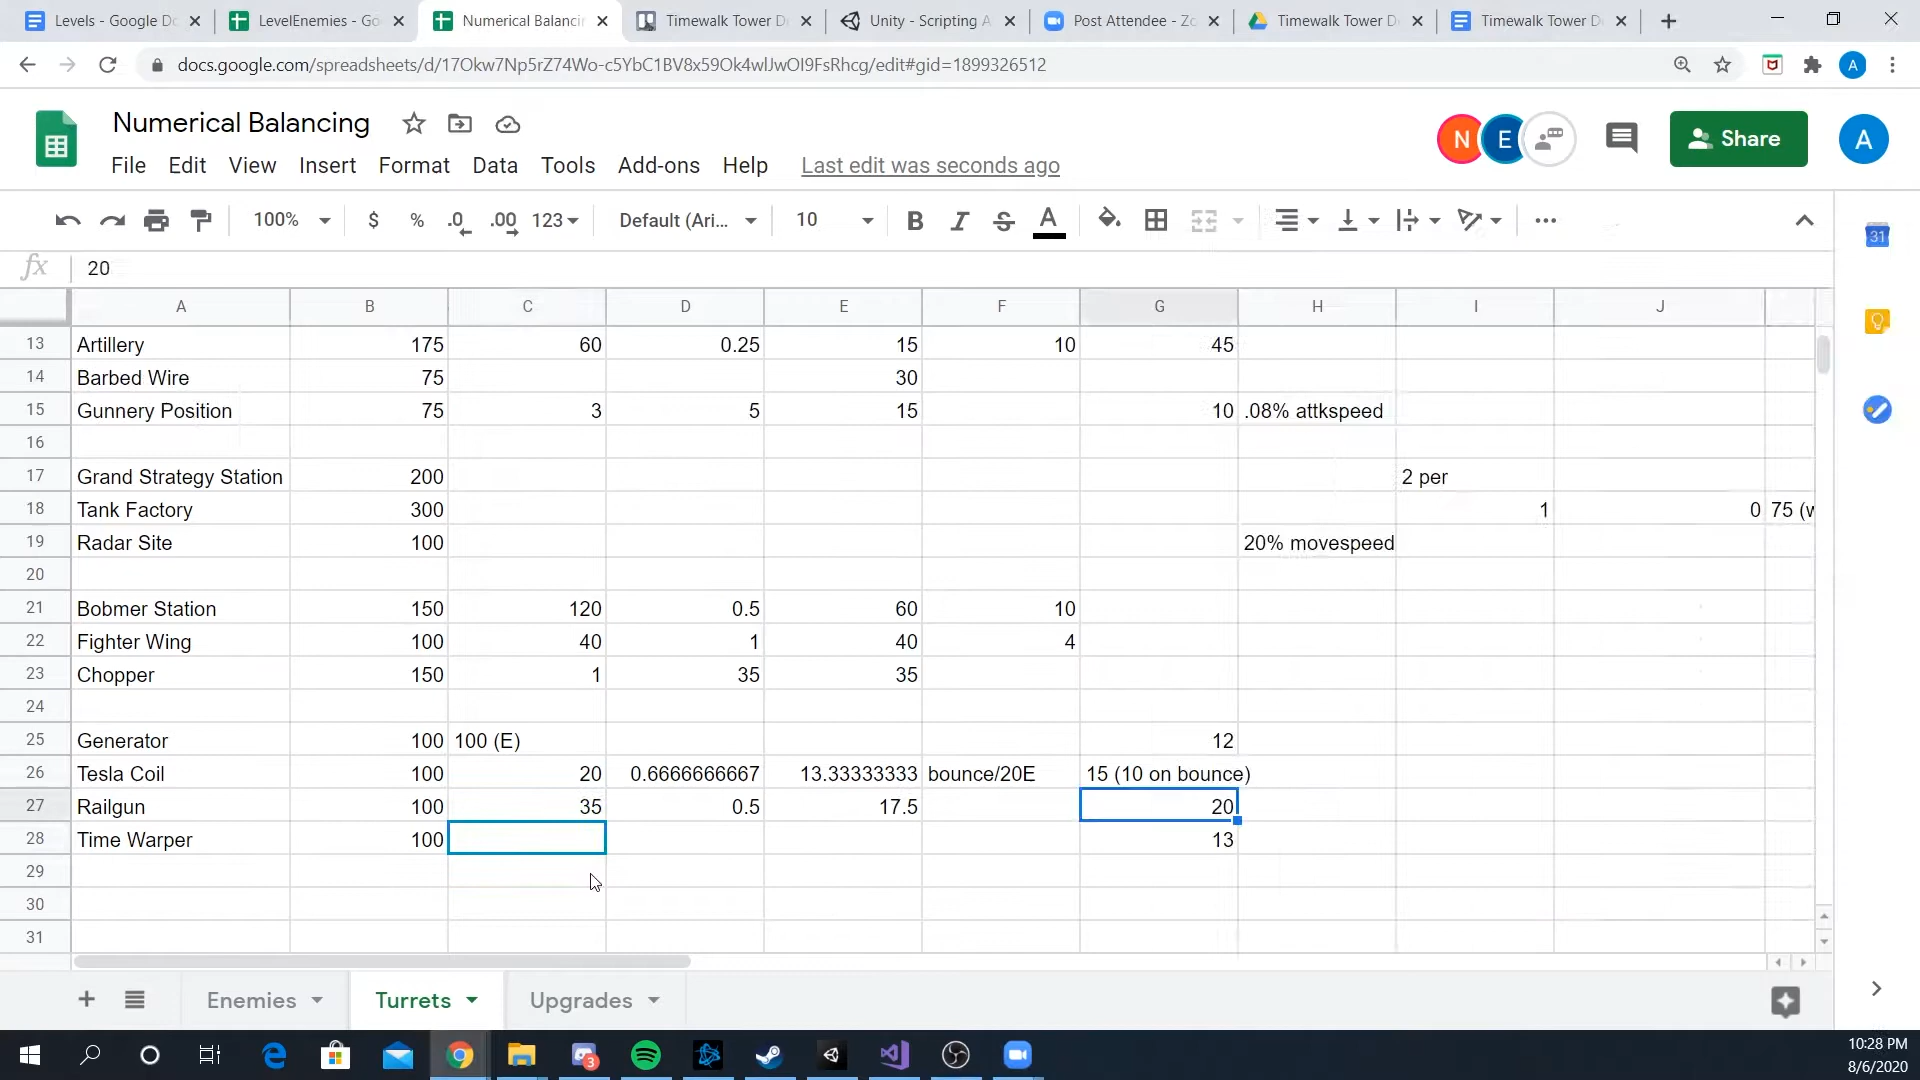 Levels - Google Do
LevelEnemies - Go
Numerical Balancin
Timewalk Tower D
Unity - Scripting A
Post Attendee - Zo
Timewalk Tower De
Timewalk Tower De
docs.google.com/spreadsheets/d/17Okw7Np5rZ74Wo-c5YbC1BV8x59Ok4wlJwOI9FsRhcg/edit#gid=1899326512
A
Numerical Balancing
N E Share A
File Edit View Insert Format Data Tools Add-ons Help Last edit was seconds ago
100% $ % .0 .00 123 Default (Ari... 10 B I S A
31
fx 20
A B C D E F G H I J
13 Artillery 175 60 0.25 15 10 45
14 Barbed Wire 75 30
15 Gunnery Position 75 3 5 15 10 .08% attkspeed
16
17 Grand Strategy Station 200 2 per
18 Tank Factory 300 1 0 75 (w
19 Radar Site 100 20% movespeed
20
21 Bobmer Station 150 120 0.5 60 10
22 Fighter Wing 100 40 1 40 4
23 Chopper 150 1 35 35
24
25 Generator 100 100 (E) 12
26 Tesla Coil 100 20 0.6666666667 13.33333333 bounce/20E 15 (10 on bounce)
27 Railgun 100 35 0.5 17.5 20
28 Time Warper 100 13
29
30
31
Enemies Turrets Upgrades
3
10:28 PM
8/6/2020